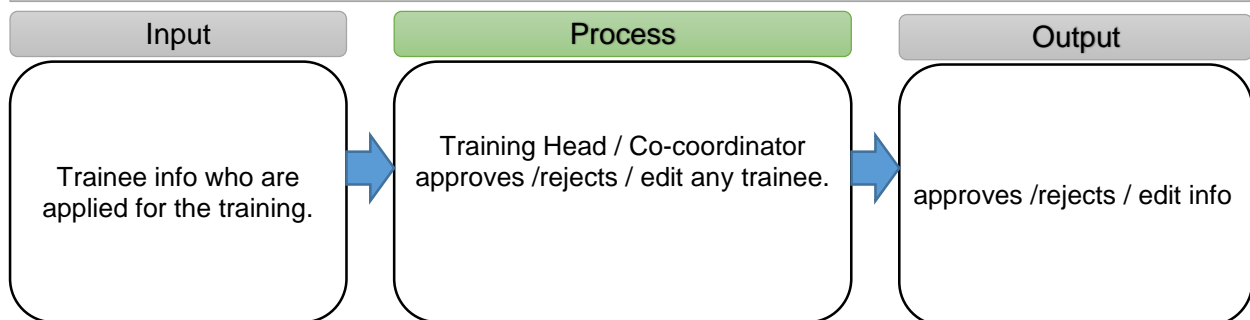 Input
Process
Output
Trainee info who are
applied for the training.
Training Head / Co-coordinator
approves /rejects / edit any trainee.
approves /rejects / edit info